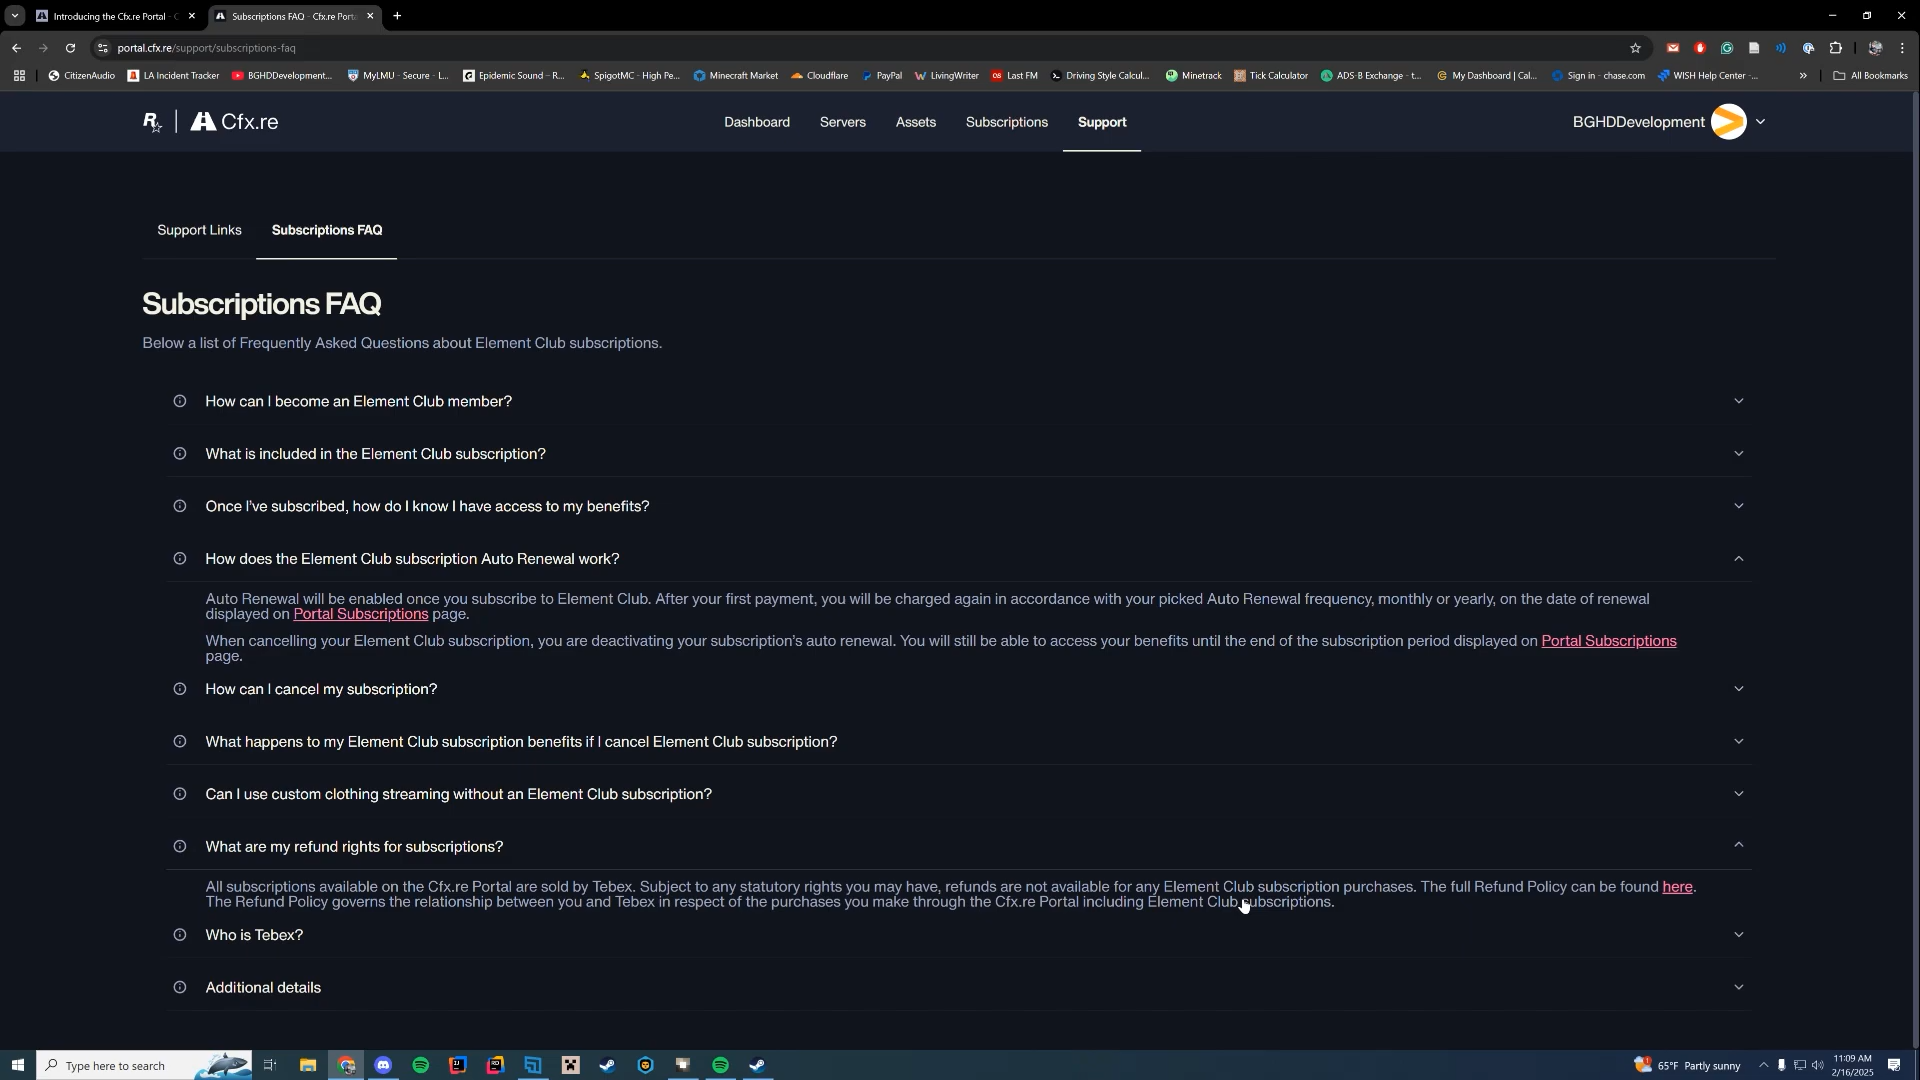 Introducing the Cfx.re Portal - C
Subscriptions FAQ - Cfx.re Porta
portal.cfx.re/support/subscriptions-faq
CitizenAudio
LA Incident Tracker
BGHDDevelopment...
MyLMU - Secure - L...
Epidemic Sound – R...
SpigotMC - High Pe...
Minecraft Market
Cloudflare
PayPal
LivingWriter
Last FM
Driving Style Calcul...
Minetrack
Tick Calculator
ADS-B Exchange - t...
My Dashboard | Cal...
Sign in - chase.com
WISH Help Center -...
»
All Bookmarks
Cfx.re
Dashboard
Servers
Assets
Subscriptions
Support
BGHDDevelopment
Support Links
Subscriptions FAQ
Subscriptions FAQ
Below a list of Frequently Asked Questions about Element Club subscriptions.
How can I become an Element Club member?
What is included in the Element Club subscription?
Once I've subscribed, how do I know I have access to my benefits?
How does the Element Club subscription Auto Renewal work?
Auto Renewal will be enabled once you subscribe to Element Club. After your first payment, you will be charged again in accordance with your picked Auto Renewal frequency, monthly or yearly, on the date of renewal
displayed on Portal Subscriptions page.
When cancelling your Element Club subscription, you are deactivating your subscription's auto renewal. You will still be able to access your benefits until the end of the subscription period displayed on Portal Subscriptions
page.
How can I cancel my subscription?
What happens to my Element Club subscription benefits if I cancel Element Club subscription?
Can I use custom clothing streaming without an Element Club subscription?
What are my refund rights for subscriptions?
All subscriptions available on the Cfx.re Portal are sold by Tebex. Subject to any statutory rights you may have, refunds are not available for any Element Club subscription purchases. The full Refund Policy can be found here.
The Refund Policy governs the relationship between you and Tebex in respect of the purchases you make through the Cfx.re Portal including Element Club subscriptions.
Who is Tebex?
Additional details
Type here to search
65°F Partly sunny
11:09 AM
2/16/2025